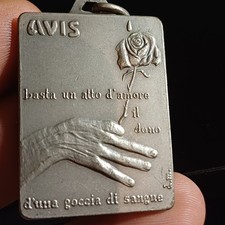 AVIS
basta un atto d'amore
il
dono
d'una goccia di sangue